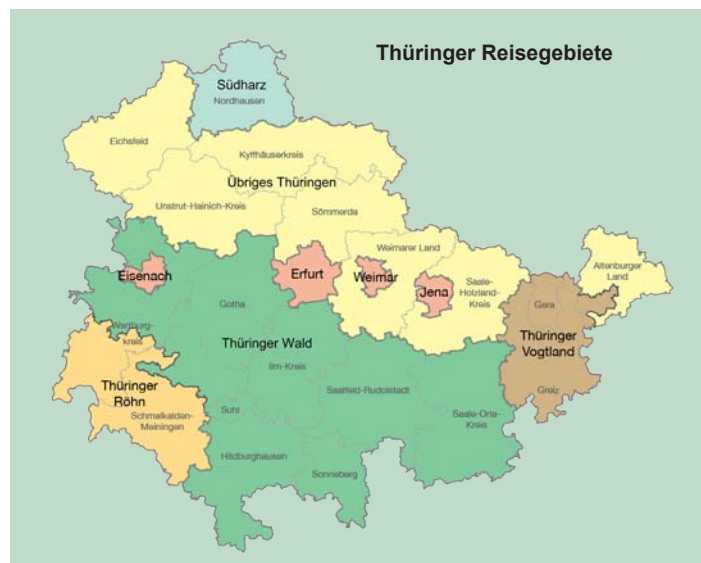 Thüringer Reisegebiete
Südharz
Nordhausen
Eichsfeld
Kyffhäuserkreis
Übriges Thüringen
Unstrut-Hainich-Kreis
Sömmerda
Weimarer Land
Altenburger
Land
Eisenach
Erfurt
Weimar
Jena
Saale-
Holzland-
Kreis
Gera
Gotha
Wartburg-
kreis
Thüringer Wald
Thüringer
Vogtland
Ilm-Kreis
Thüringer
Röhn
Saalfeld-Rudolstadt
Greiz
Schmalkalden-
Meiningen
Suhl
Saale-Orla-
Kreis
Hildburghausen
Sonneberg